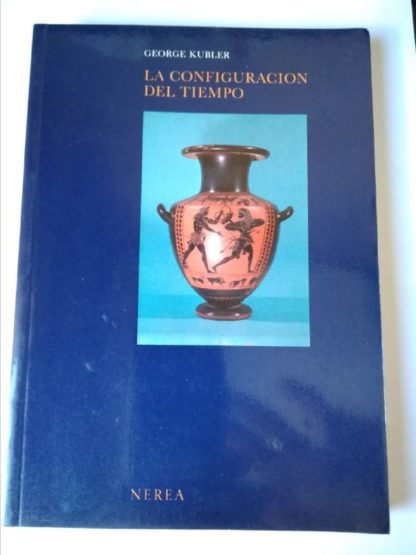 GEORGE KUBLER
LA CONFIGURACION
DEL TIEMPO
NEREA